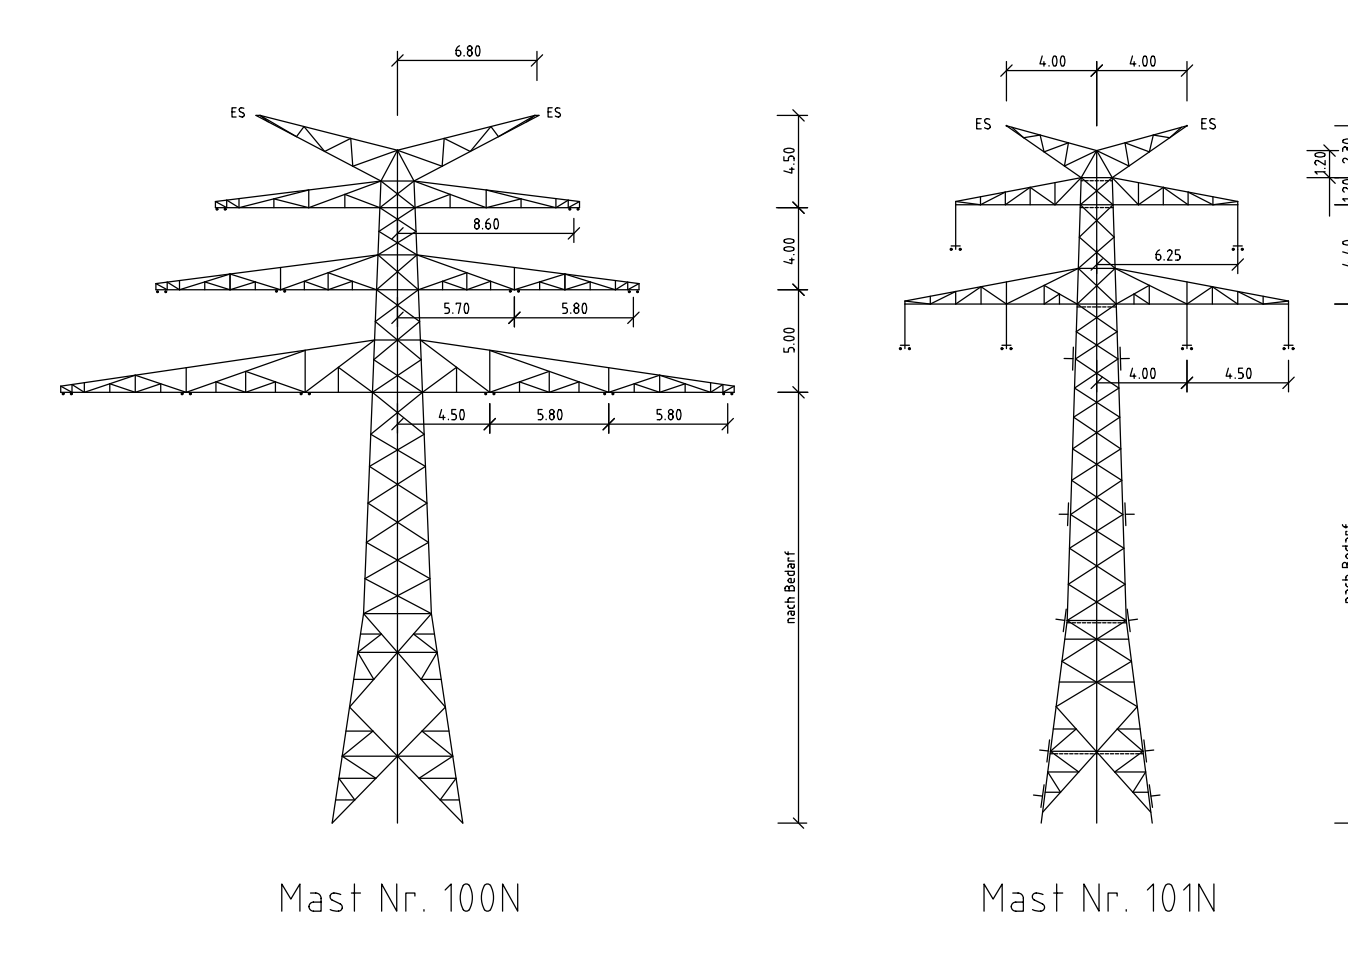 6.80
4.00 4.00
ES ES
ES ES
4.50
1.20
8.60
4.00
6.25
5.70 5.80
5.00
4.00 4.50
4.50 5.80 5.80
nach Bedarf
Mast Nr. 100N
Mast Nr. 101N